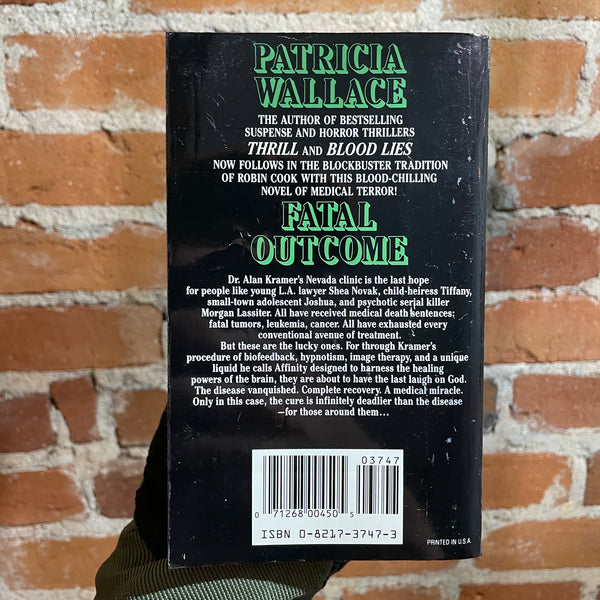 PATRICIA
WALLACE
THE AUTHOR OF BESTSELLING
SUSPENSE AND HORROR THRILLERS
THRILL AND BLOOD LIES
NOW FOLLOWS IN THE BLOCKBUSTER TRADITION
OF ROBIN COOK WITH THIS BLOOD-CHILLING
NOVEL OF MEDICAL TERROR!
FATAL
OUTCOME
Dr. Alan Kramer's Nevada clinic is the last hope
for people like young L.A. lawyer Shea Novak, child-heiress Tiffany,
small-town adolescent Joshua, and psychotic serial killer
Morgan Lassiter. All have received medical death sentences;
fatal tumors, leukemia, cancer. All have exhausted every
conventional avenue of treatment.
But these are the lucky ones. For through Kramer's
procedure of biofeedback, hypnotism, image therapy, and a unique
liquid he calls Affinity designed to harness the healing
powers of the brain, they are about to have the last laugh on God.
The disease vanquished. Complete recovery. A medical miracle.
Only in this case, the cure is infinitely deadlier than the disease
—for those around them...
03747
0 71268 00450 5
ISBN 0-8217-3747-3
PRINTED IN U.S.A.